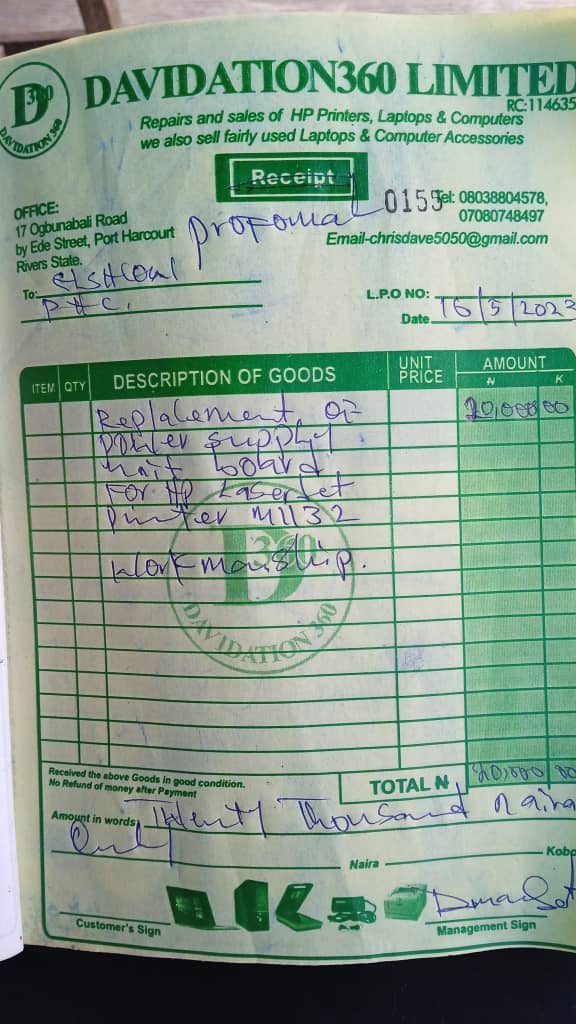 D360
DAVIDATION 360
DAVIDATION360 LIMITED
RC:114635
Repairs and sales of HP Printers, Laptops & Computers
we also sell fairly used Laptops & Computer Accessories
Receipt
0155
Tel: 08038804578,
07080748497
Email-chrisdave5050@gmail.com
OFFICE:
17 Ogbunabali Road
by Ede Street, Port Harcourt
Rivers State.
To:
P.H.C.
L.P.O NO:
Date 16/5/2023
ITEM QTY DESCRIPTION OF GOODS UNIT PRICE AMOUNT
N K
Replacement of 20,000 00
power supply
unit board
For HP LaserJet
printer M1132
Workmanship.
D360
DAVIDATION 360
Received the above Goods in good condition.
No Refund of money after Payment
TOTAL N 20,000 00
Amount in words Twenty Thousand naira
Only
Naira Kobo
Customer's Sign
Management Sign